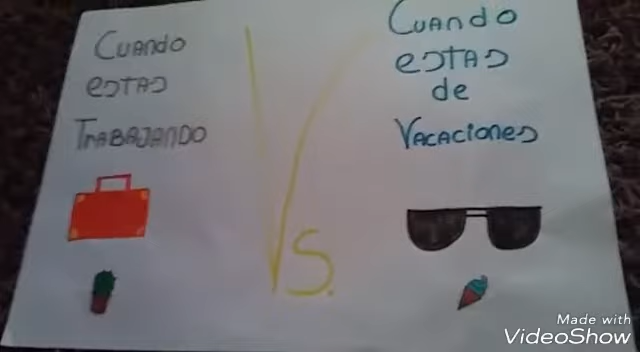 Cuando
estas
Trabajando
Vs.
Cuando
estas
de
Vacaciones
Made with
VideoShow